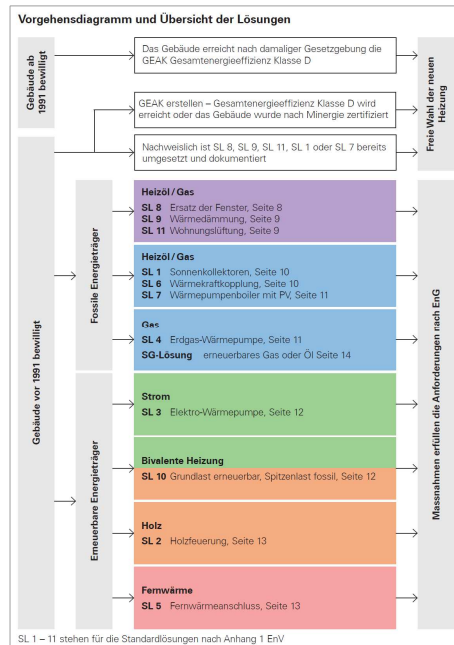 Vorgehensdiagramm und Übersicht der Lösungen
Gebäude ab
1991 bewilligt
Das Gebäude erreicht nach damaliger Gesetzgebung die
GEAK Gesamtenergieeffizienz Klasse D
GEAK erstellen – Gesamtenergieeffizienz Klasse D wird
erreicht oder das Gebäude wurde nach Minergie zertifiziert
Nachweislich ist SL 8, SL 9, SL 11, SL 1 oder SL 7 bereits
umgesetzt und dokumentiert
Freie Wahl der neuen
Heizung
Gebäude vor 1991 bewilligt
Fossile Energieträger
Heizöl / Gas
SL 8 Ersatz der Fenster, Seite 8
SL 9 Wärmedämmung, Seite 9
SL 11 Wohnungslüftung, Seite 9
Heizöl / Gas
SL 1 Sonnenkollektoren, Seite 10
SL 6 Wärmekraftkopplung, Seite 10
SL 7 Wärmepumpenboiler mit PV, Seite 11
Gas
SL 4 Erdgas-Wärmepumpe, Seite 11
SG-Lösung erneuerbares Gas oder Öl Seite 14
Erneuerbare Energieträger
Strom
SL 3 Elektro-Wärmepumpe, Seite 12
Bivalente Heizung
SL 10 Grundlast erneuerbar, Spitzenlast fossil, Seite 12
Holz
SL 2 Holzfeuerung, Seite 13
Fernwärme
SL 5 Fernwärmeanschluss, Seite 13
Massnahmen erfüllen die Anforderungen nach EnG
SL 1 – 11 stehen für die Standardlösungen nach Anhang 1 EnV